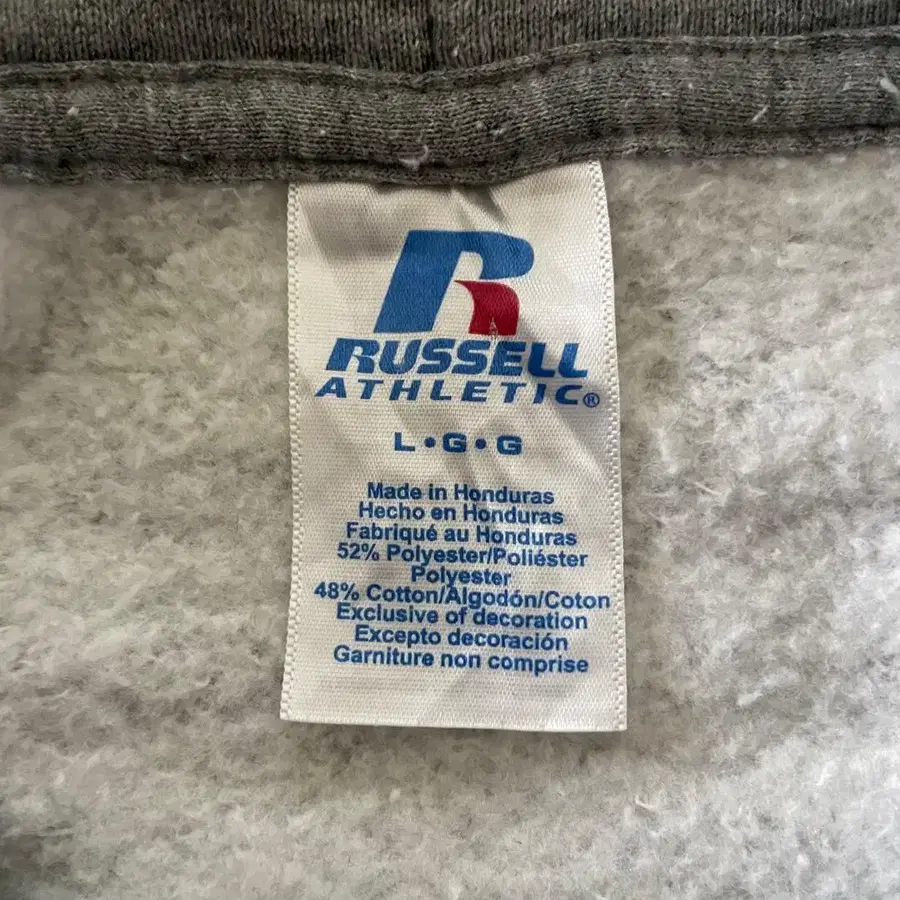 R
RUSSELL
ATHLETIC®
L•G•G
Made in Honduras
Hecho en Honduras
Fabriqué au Honduras
52% Polyester/Poliéster
Polyester
48% Cotton/Algodón/Coton
Exclusive of decoration
Excepto decoración
Garniture non comprise